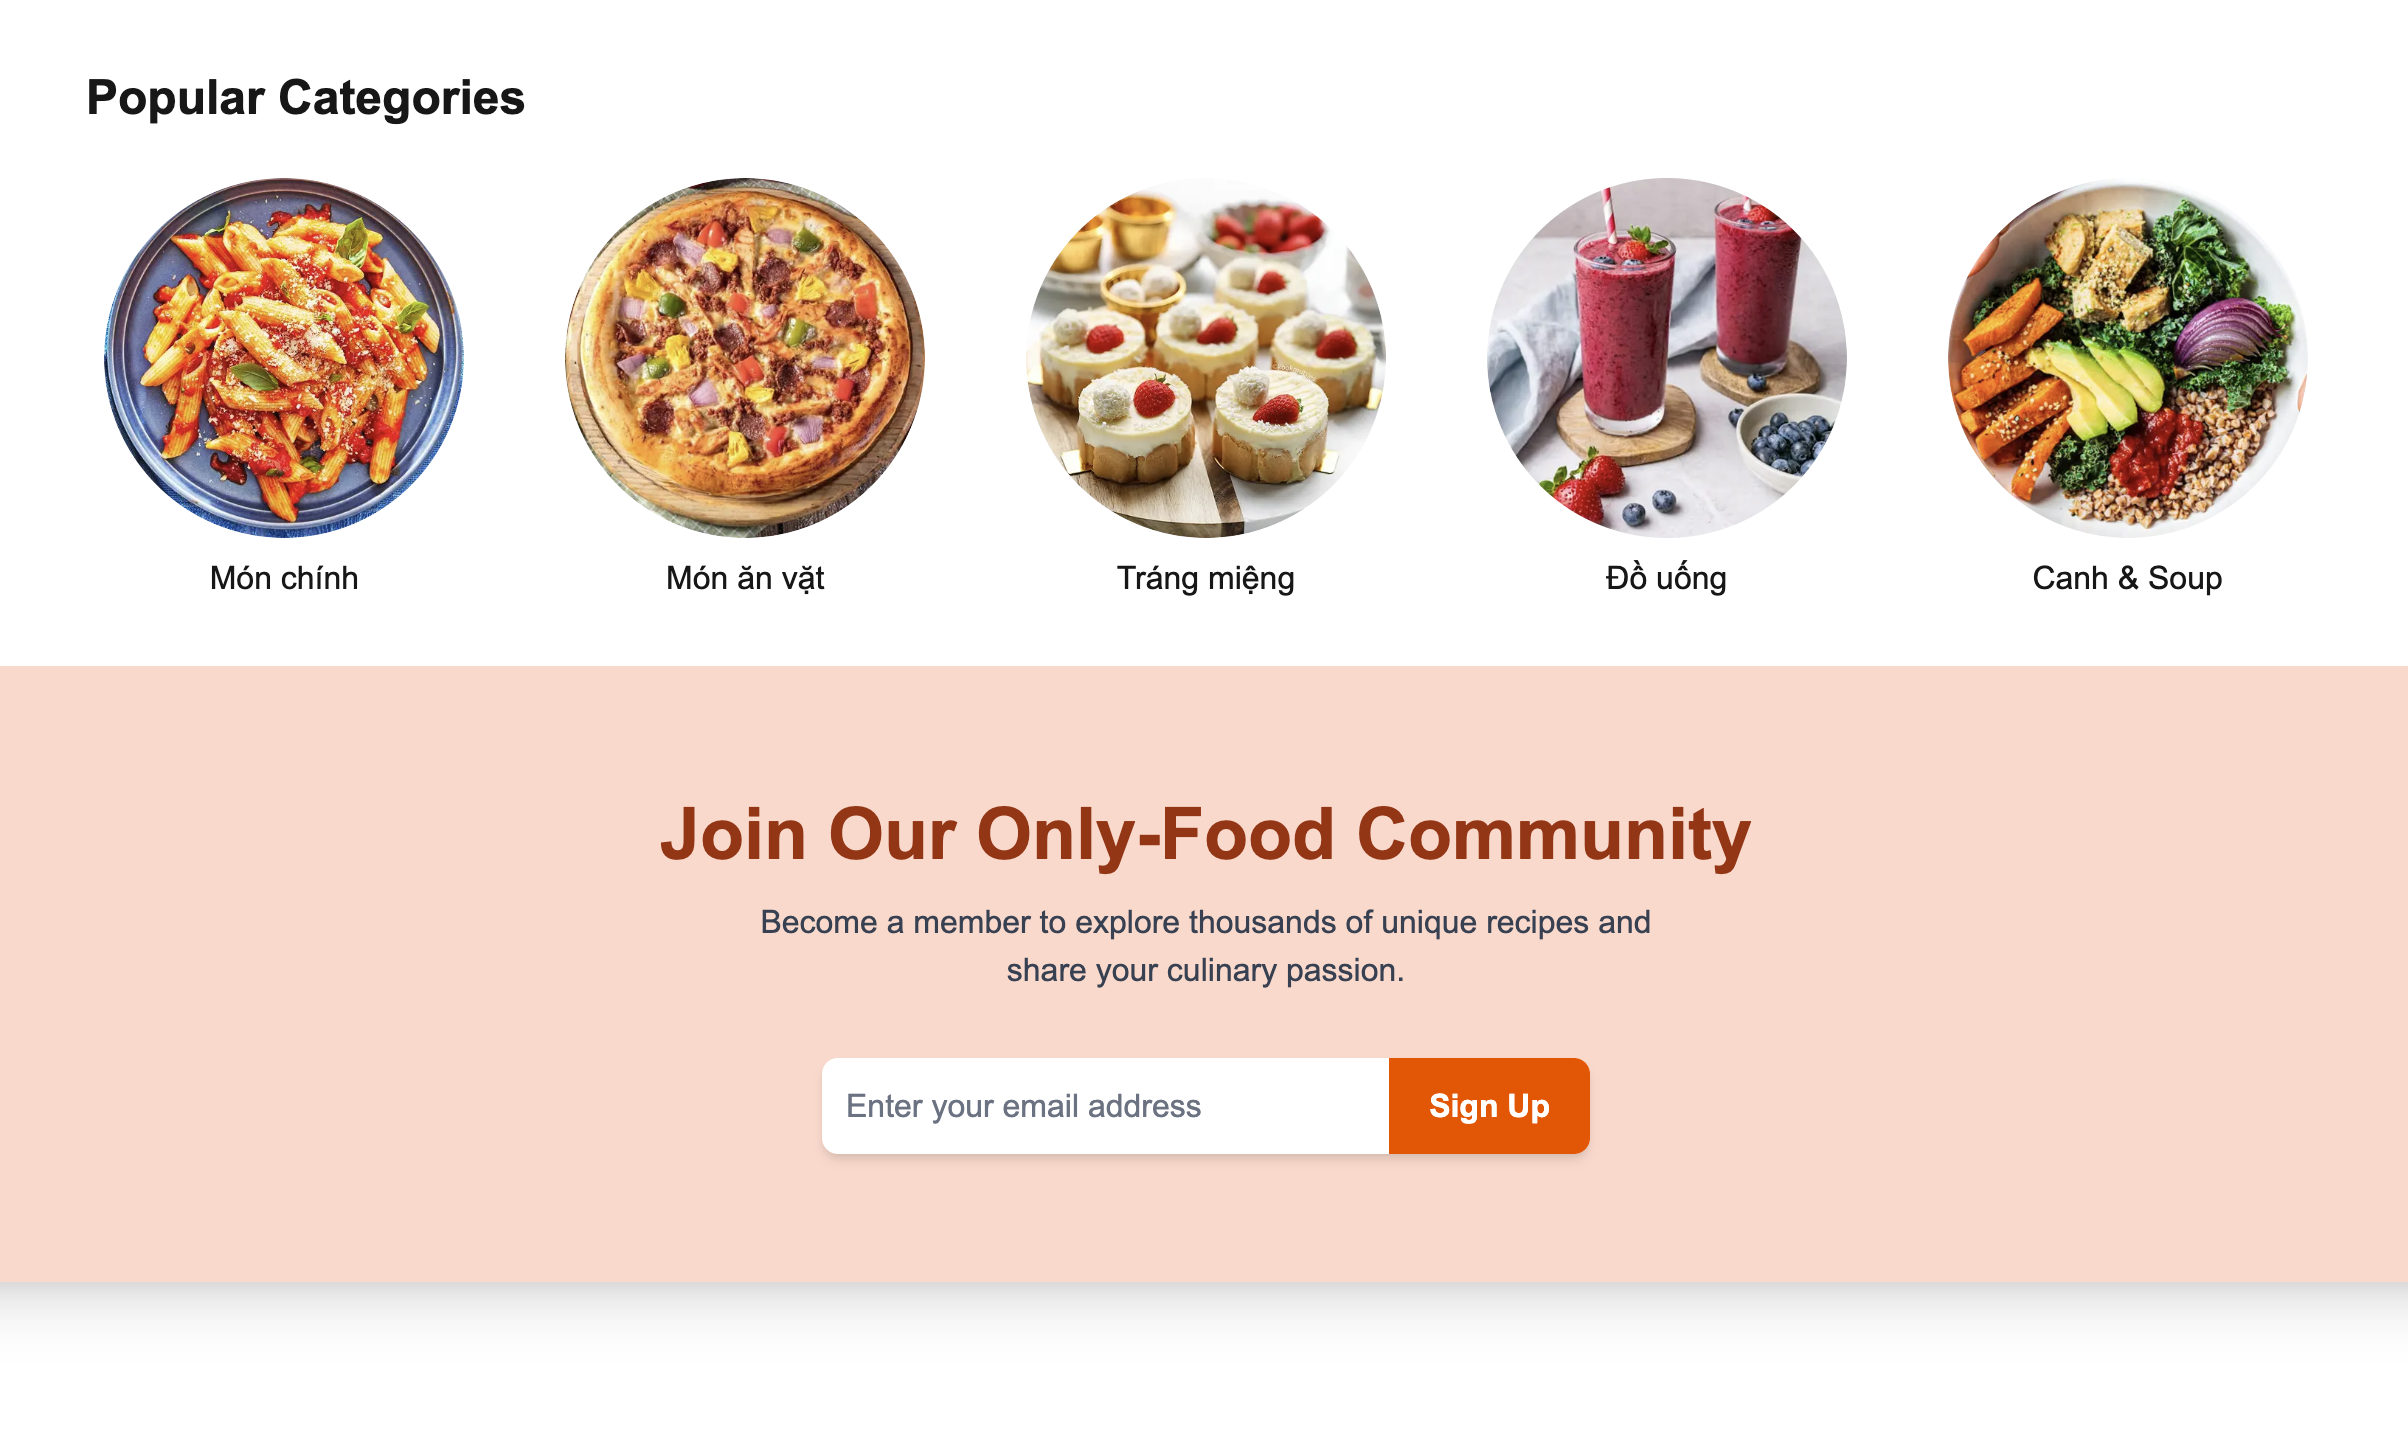 Popular Categories
Món chính
Món ăn vặt
Tráng miệng
Đồ uống
Canh & Soup
Join Our Only-Food Community
Become a member to explore thousands of unique recipes and
share your culinary passion.
Enter your email address
Sign Up